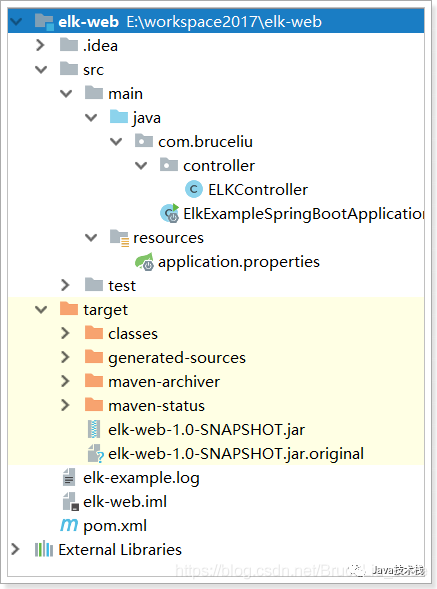 elk-web E:\workspace2017\elk-web
.idea
src
main
java
com.bruceliu
controller
ELKController
ElkExampleSpringBootApplication
resources
application.properties
test
target
classes
generated-sources
maven-archiver
maven-status
elk-web-1.0-SNAPSHOT.jar
elk-web-1.0-SNAPSHOT.jar.original
elk-example.log
elk-web.iml
pom.xml
External Libraries
Java技术栈
https://blog.csdn.net/